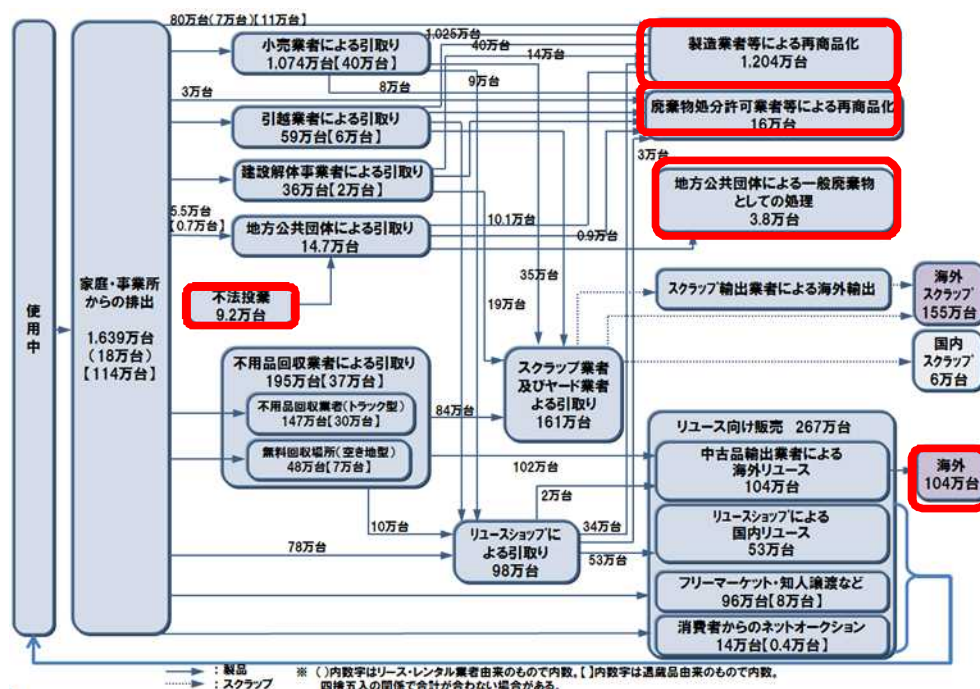 80万台(7万台)【11万台】
小売業者による引取り
1,074万台【40万台】
1,025万台
40万台
14万台
9万台
8万台
製造業者等による再商品化
1,204万台
3万台
廃棄物処分許可業者等による再商品化
16万台
引越業者による引取り
59万台【6万台】
3万台
建設解体事業者による引取り
36万台【2万台】
地方公共団体による一般廃棄物
としての処理
3.8万台
5.5万台
【0.7万台】
地方公共団体による引取り
14.7万台
10.1万台
0.9万台
使用中
家庭・事業所
からの排出
1,639万台
(18万台)
【114万台】
不法投棄
9.2万台
35万台
19万台
スクラップ輸出業者による海外輸出
海外
スクラップ
155万台
国内
スクラップ
6万台
不用品回収業者による引取り
195万台【37万台】
不用品回収業者(トラック型)
147万台【30万台】
無料回収場所(空き地型)
48万台【7万台】
84万台
スクラップ業者
及びヤード業者
よる引取り
161万台
リユース向け販売 267万台
中古品輸出業者による
海外リユース
104万台
海外
104万台
102万台
2万台
10万台
78万台
リユースショップに
よる引取り
98万台
34万台
53万台
リユースショップによる
国内リユース
53万台
フリーマーケット・知人譲渡など
96万台【8万台】
消費者からのネットオークション
14万台【0.4万台】
:製品
:スクラップ
※ ( )内数字はリース・レンタル業者由来のもので内数。【 】内数字は退蔵品由来のもので内数。
四捨五入の関係で合計が合わない場合がある。